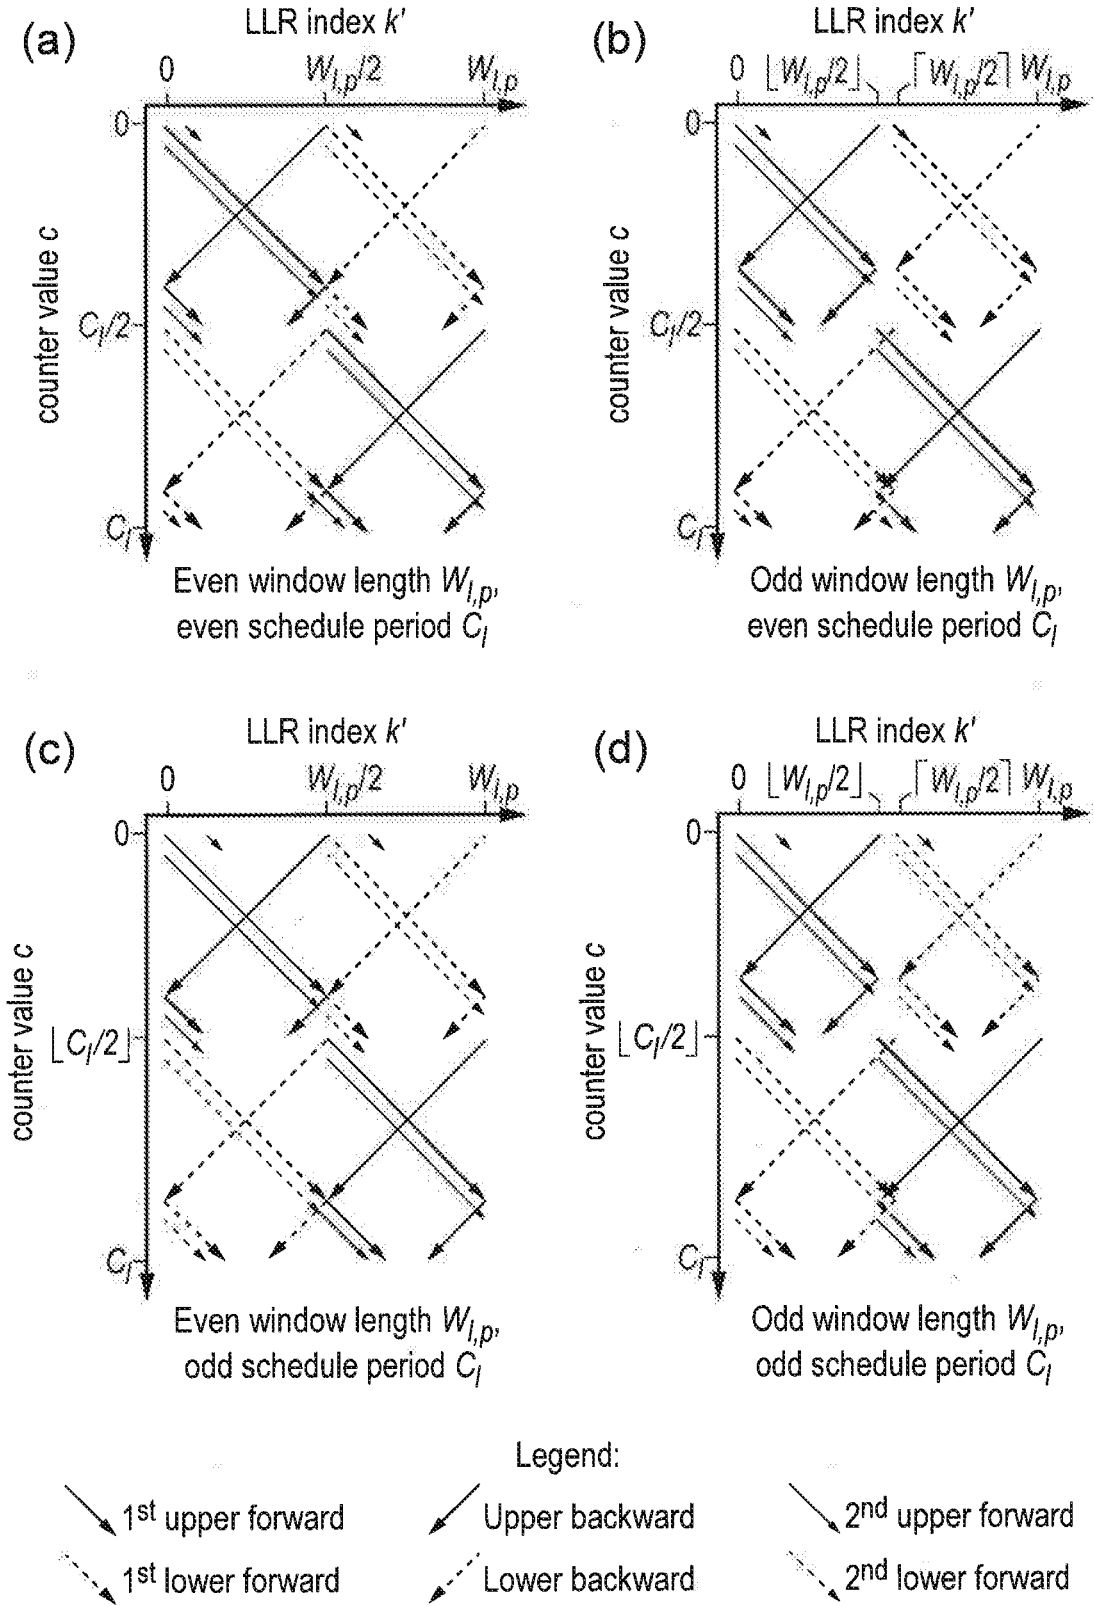 (a)
LLR index k'
0
W_{l,p}/2
W_{l,p}
0
counter value c
C_l/2
C_l
Even window length W_{l,p},
even schedule period C_l
(b)
LLR index k'
0
⌊W_{l,p}/2⌋
⌈W_{l,p}/2⌉
W_{l,p}
0
counter value c
C_l/2
C_l
Odd window length W_{l,p},
even schedule period C_l
(c)
LLR index k'
0
W_{l,p}/2
W_{l,p}
0
counter value c
⌊C_l/2⌋
C_l
Even window length W_{l,p},
odd schedule period C_l
(d)
LLR index k'
0
⌊W_{l,p}/2⌋
⌈W_{l,p}/2⌉
W_{l,p}
0
counter value c
⌊C_l/2⌋
C_l
Odd window length W_{l,p},
odd schedule period C_l
Legend:
1st upper forward
Upper backward
2nd upper forward
1st lower forward
Lower backward
2nd lower forward